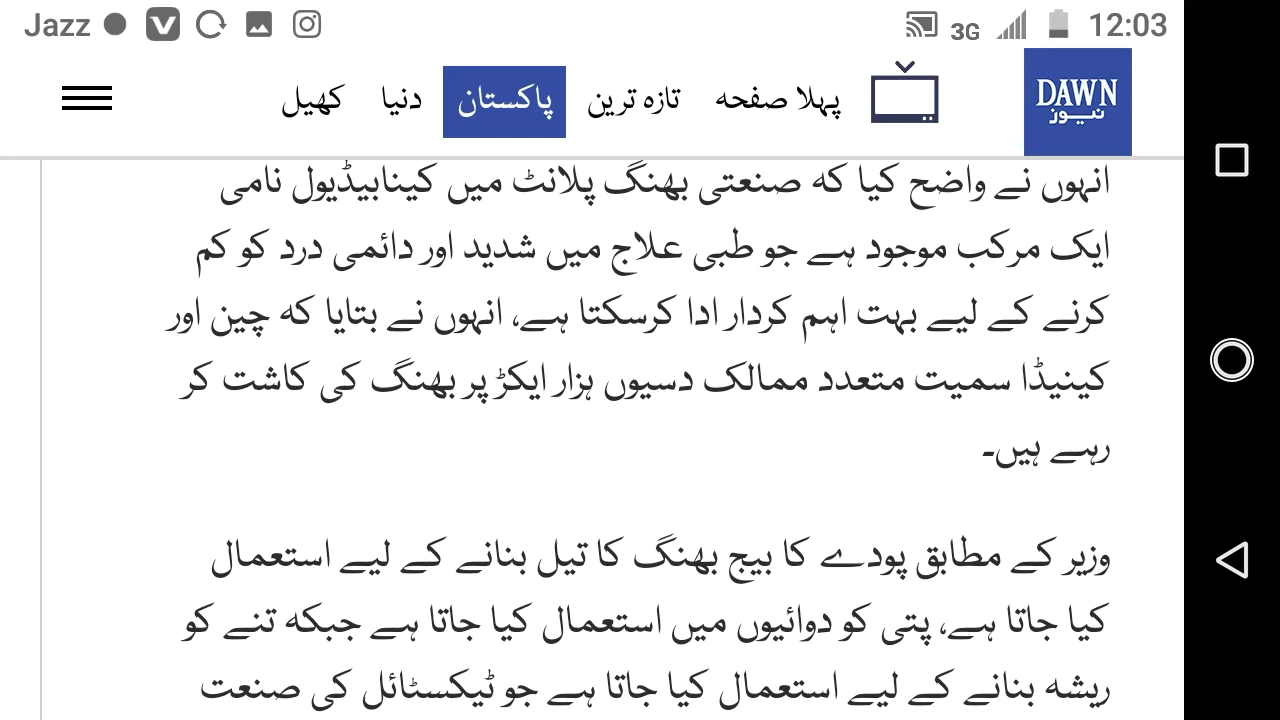 Jazz 3G 12:03
DAWN نیوز پہلا صفحہ تازہ ترین پاکستان دنیا کھیل
انہوں نے واضح کیا کہ صنعتی بھنگ پلانٹ میں کینابیڈیول نامی
ایک مرکب موجود ہے جو طبی علاج میں شدید اور دائمی درد کو کم
کرنے کے لیے بہت اہم کردار ادا کرسکتا ہے، انہوں نے بتایا کہ چین اور
کینیڈا سمیت متعدد ممالک دسیوں ہزار ایکڑ پر بھنگ کی کاشت کر
رہے ہیں۔
وزیر کے مطابق پودے کا بیج بھنگ کا تیل بنانے کے لیے استعمال
کیا جاتا ہے، پتی کو دوائیوں میں استعمال کیا جاتا ہے جبکہ تنے کو
ریشہ بنانے کے لیے استعمال کیا جاتا ہے جو ٹیکسٹائل کی صنعت